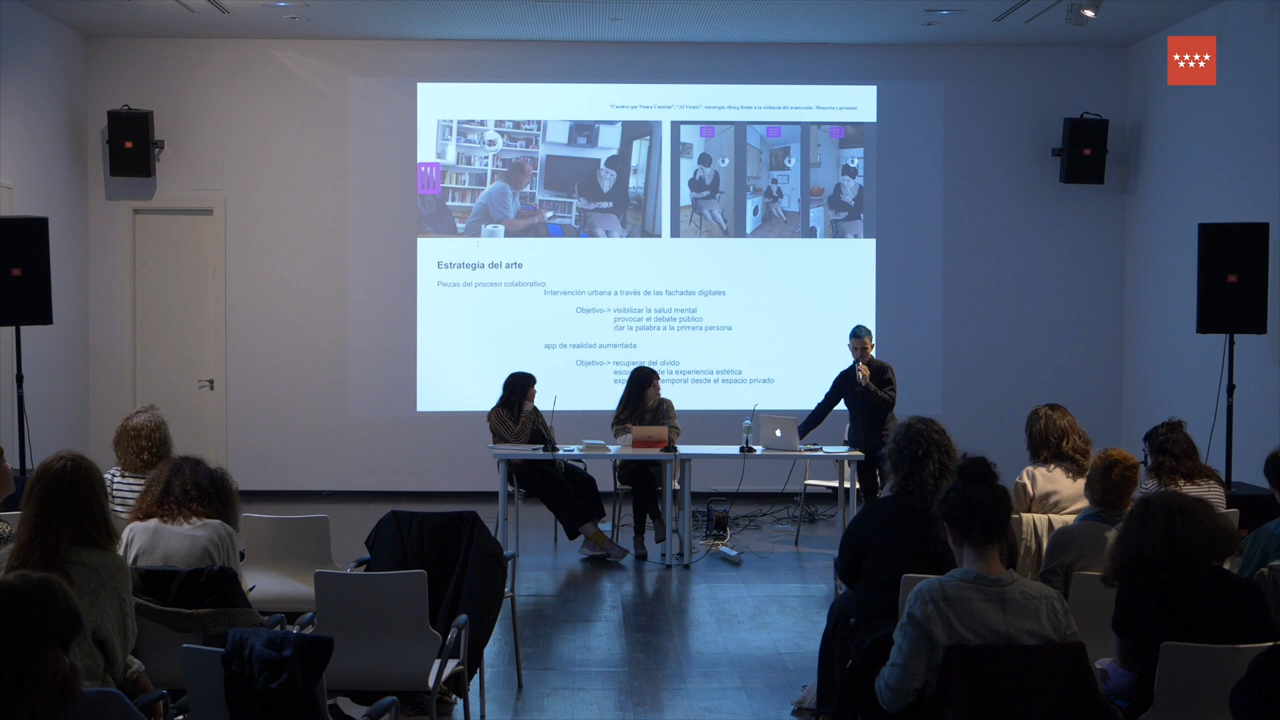 "Cuentos que Nunca Cuentan", "Al Viento": estrategia ciborg frente a la violencia del manicomio. Memoria y presente
Estrategia del arte
Piezas del proceso colaborativo:
Intervención urbana a través de las fachadas digitales
Objetivo-> visibilizar la salud mental
provocar el debate público
dar la palabra a la primera persona
app de realidad aumentada
Objetivo-> recuperar del olvido
de la experiencia estética
temporal desde el espacio privado